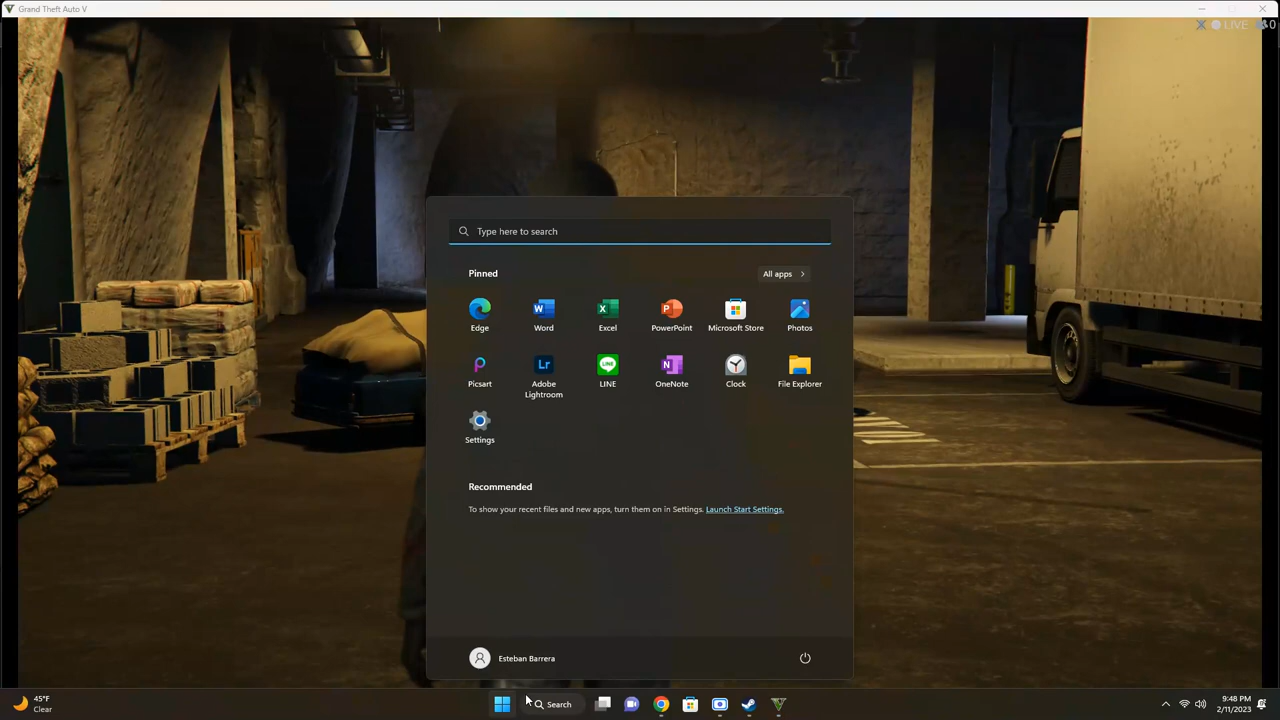 Grand Theft Auto V
LIVE
0
Type here to search
Pinned
All apps
Edge
Word
Excel
PowerPoint
Microsoft Store
Photos
Picsart
Adobe
Lightroom
LINE
OneNote
Clock
File Explorer
Settings
Recommended
To show your recent files and new apps, turn them on in Settings. Launch Start Settings.
Esteban Barrera
45°F
Clear
Search
9:48 PM
2/11/2023